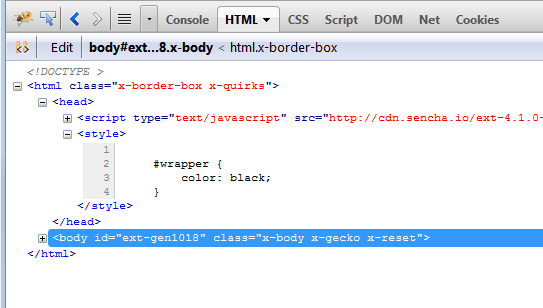 Console HTML CSS Script DOM Net Cookies
Edit body#ext...8.x-body < html.x-border-box
<!DOCTYPE >
<html class="x-border-box x-quirks">
<head>
<script type="text/javascript" src="http://cdn.sencha.io/ext-4.1.0-
<style>
1
2 #wrapper {
3 color: black;
4 }
</style>
</head>
<body id="ext-gen1018" class="x-body x-gecko x-reset">
</html>